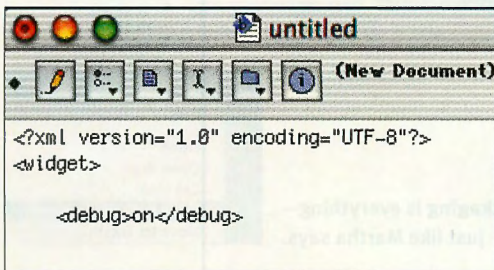 untitled
(New Document)
<?xml version="1.0" encoding="UTF-8"?>
<widget>
<debug>on</debug>